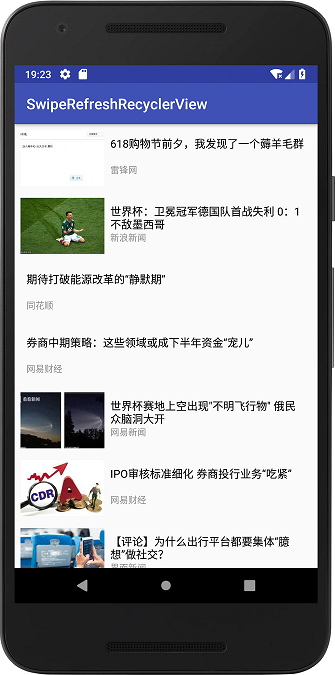 19:23
SwipeRefreshRecyclerView
618购物节前夕，我发现了一个薅羊毛群
雷锋网
世界杯：卫冕冠军德国队首战失利 0：1
不敌墨西哥
新浪新闻
期待打破能源改革的“静默期”
同花顺
券商中期策略：这些领域或成下半年资金“宠儿”
网易财经
世界杯赛地上空出现"不明飞行物" 俄民
众脑洞大开
网易新闻
IPO审核标准细化 券商投行业务“吃紧”
CDR
A
网易财经
【评论】为什么出行平台都要集体“臆
想”做社交?
界面新闻